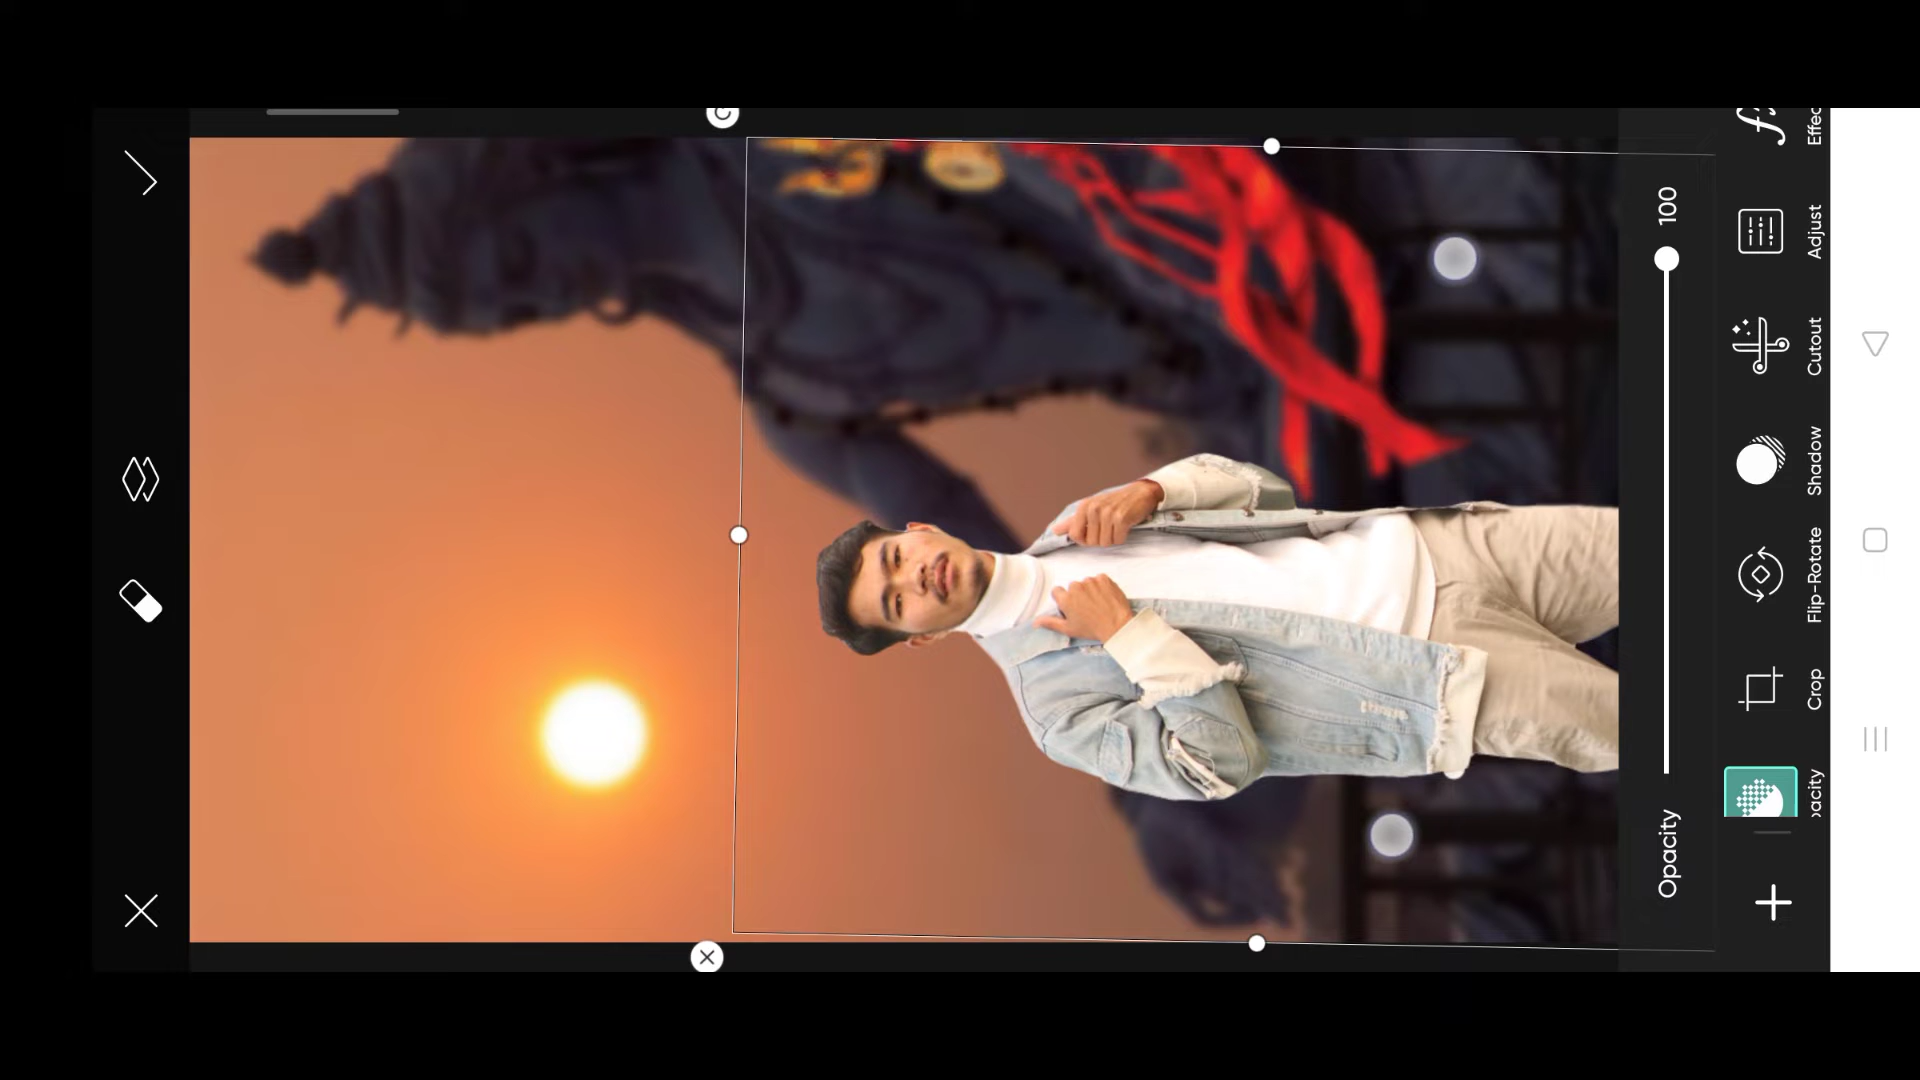 Opacity 100
pacity
Crop
Flip-Rotate
Shadow
Cutout
Adjust
Effec